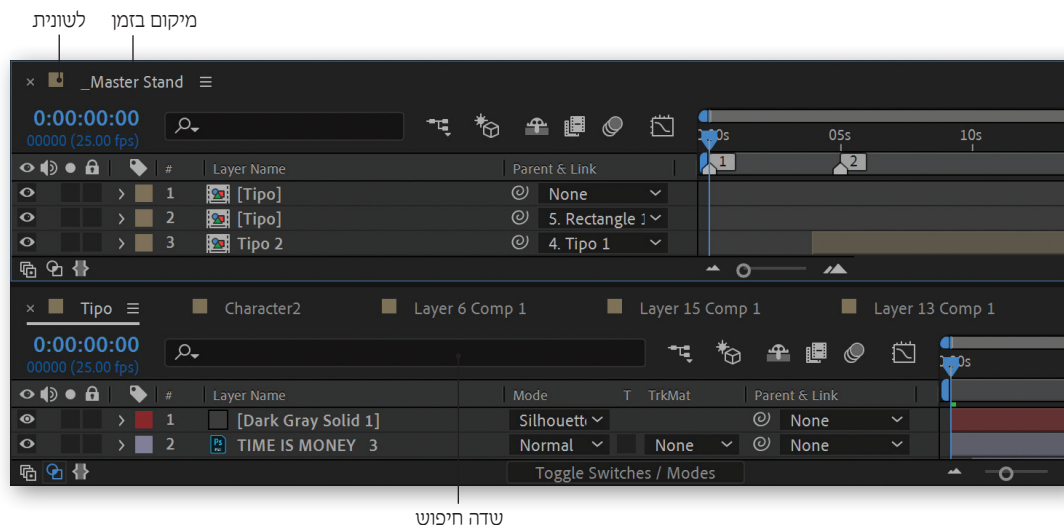 לשונית מיקום בזמן
× _Master Stand ≡
0:00:00:00
00000 (25.00 fps)
05s 10s
# Layer Name Parent & Link 1 2
1 [Tipo] None
2 [Tipo] 5. Rectangle 1
3 Tipo 2 4. Tipo 1
× Tipo ≡ Character2 Layer 6 Comp 1 Layer 15 Comp 1 Layer 13 Comp 1
0:00:00:00
00000 (25.00 fps)
# Layer Name Mode T TrkMat Parent & Link
1 [Dark Gray Solid 1] Silhouett None
2 Ps TIME IS MONEY 3 Normal None None
Toggle Switches / Modes
שדה חיפוש